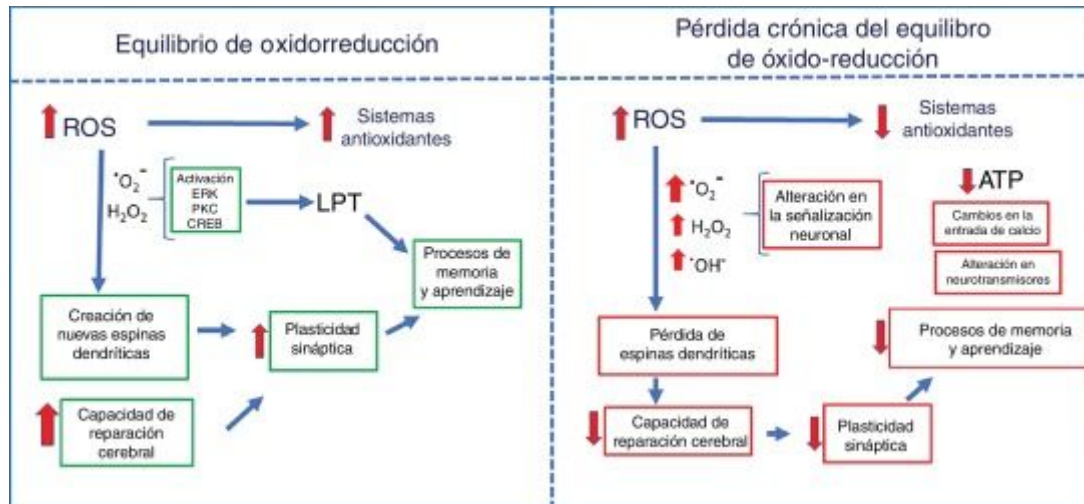 Equilibrio de oxidorreducción
ROS
Sistemas
antioxidantes
•O₂⁻
H₂O₂
Activación
ERK
PKC
CREB
LPT
Procesos de
memoria
y aprendizaje
Creación de
nuevas espinas
dendríticas
Plasticidad
sináptica
Capacidad de
reparación
cerebral
Pérdida crónica del equilibro
de óxido-reducción
ROS
Sistemas
antioxidantes
•O₂⁻
H₂O₂
•OH⁻
Alteración en
la señalización
neuronal
ATP
Cambios en la
entrada de calcio
Alteración en
neurotransmisores
Pérdida de
espinas dendríticas
Procesos de memoria
y aprendizaje
Capacidad de
reparación cerebral
Plasticidad
sináptica